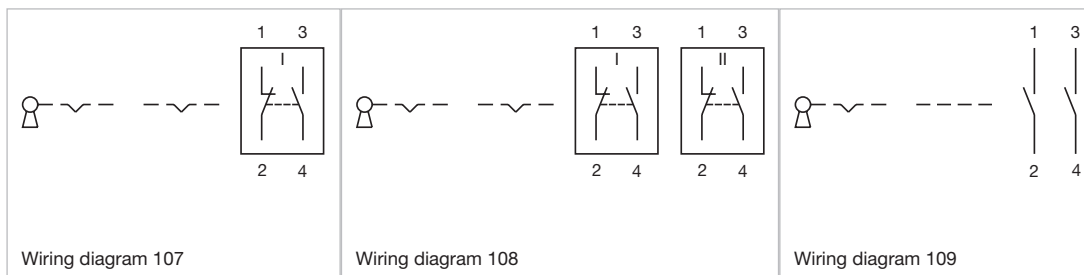 1 3
I
2 4
Wiring diagram 107
1 3 1 3
I II
2 4 2 4
Wiring diagram 108
1 3
2 4
Wiring diagram 109